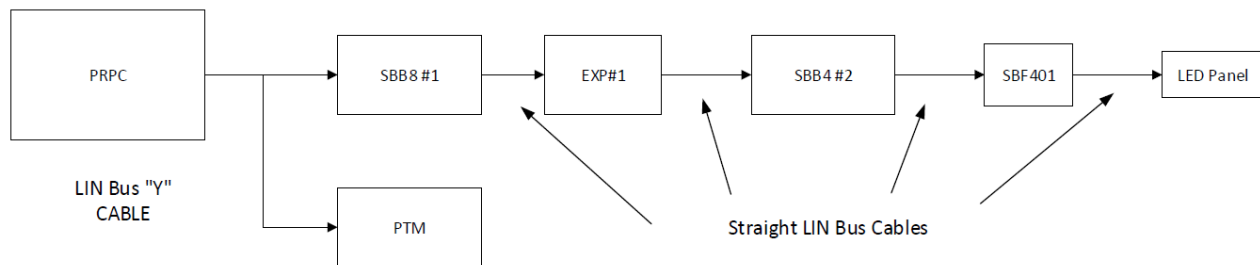 PRPC
SBB8 #1
EXP#1
SBB4 #2
SBF401
LED Panel
LIN Bus "Y"
CABLE
PTM
Straight LIN Bus Cables